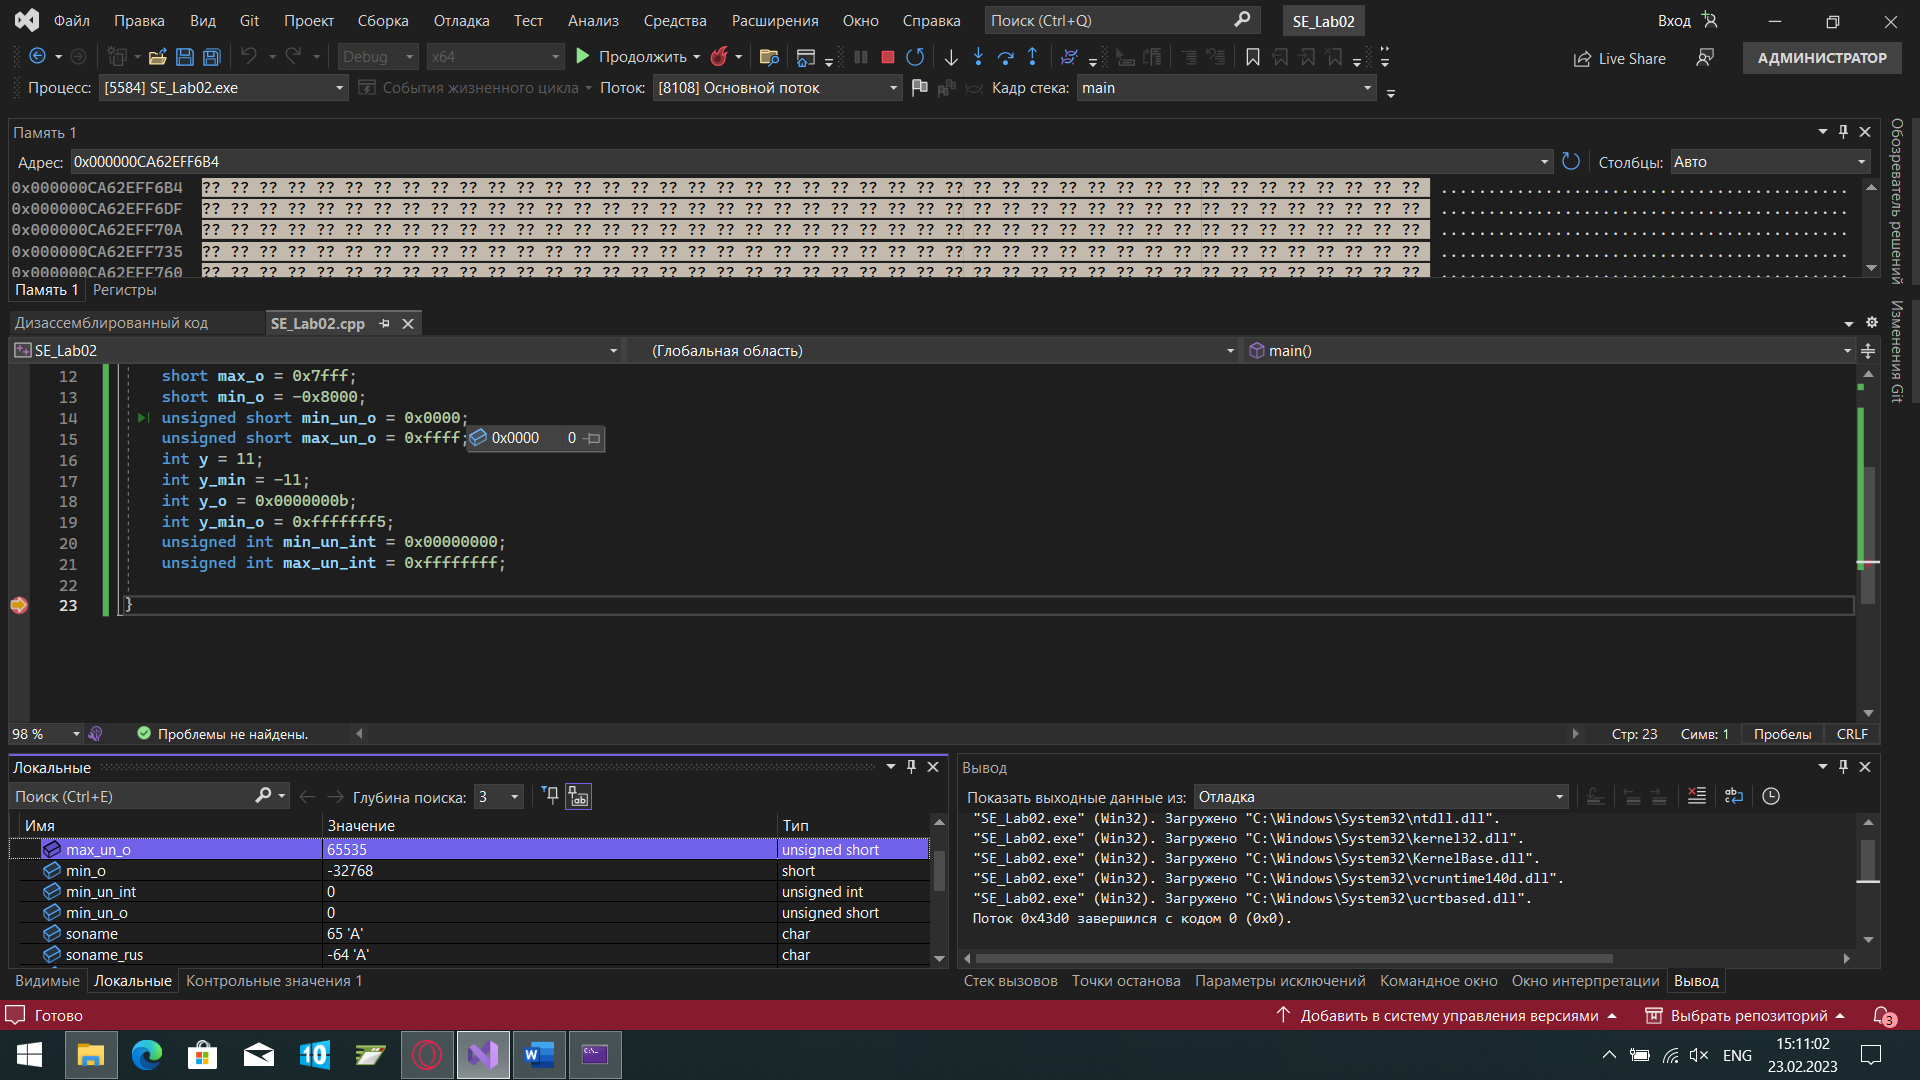 Файл Правка Вид Git Проект Сборка Отладка Тест Анализ Средства Расширения Окно Справка Поиск (Ctrl+Q) SE_Lab02 Вход
Debug x64 Продолжить Live Share АДМИНИСТРАТОР
Процесс: [5584] SE_Lab02.exe События жизненного цикла Поток: [8108] Основной поток Кадр стека: main
Память 1
Адрес: 0x000000CA62EFF6B4 Столбцы: Авто
0x000000CA62EFF6B4 ?? ?? ?? ?? ?? ?? ?? ?? ?? ?? ?? ?? ?? ?? ?? ?? ?? ?? ?? ?? ?? ?? ?? ?? ?? ?? ?? ?? ?? ?? ?? ?? ?? ?? ?? ?? ?? ?? ?? ?? ?? ?? ?? ...........................................
0x000000CA62EFF6DF ?? ?? ?? ?? ?? ?? ?? ?? ?? ?? ?? ?? ?? ?? ?? ?? ?? ?? ?? ?? ?? ?? ?? ?? ?? ?? ?? ?? ?? ?? ?? ?? ?? ?? ?? ?? ?? ?? ?? ?? ?? ?? ?? ...........................................
0x000000CA62EFF70A ?? ?? ?? ?? ?? ?? ?? ?? ?? ?? ?? ?? ?? ?? ?? ?? ?? ?? ?? ?? ?? ?? ?? ?? ?? ?? ?? ?? ?? ?? ?? ?? ?? ?? ?? ?? ?? ?? ?? ?? ?? ?? ?? ...........................................
0x000000CA62EFF735 ?? ?? ?? ?? ?? ?? ?? ?? ?? ?? ?? ?? ?? ?? ?? ?? ?? ?? ?? ?? ?? ?? ?? ?? ?? ?? ?? ?? ?? ?? ?? ?? ?? ?? ?? ?? ?? ?? ?? ?? ?? ?? ?? ...........................................
0x000000CA62EFF760 ?? ?? ?? ?? ?? ?? ?? ?? ?? ?? ?? ?? ?? ?? ?? ?? ?? ?? ?? ?? ?? ?? ?? ?? ?? ?? ?? ?? ?? ?? ?? ?? ?? ?? ?? ?? ?? ?? ?? ?? ?? ?? ?? ...........................................
Память 1 Регистры
Обозреватель решений
Изменения Git
Дизассемблированный код SE_Lab02.cpp
SE_Lab02 (Глобальная область) main()
12 short max_o = 0x7fff;
13 short min_o = -0x8000;
14 unsigned short min_un_o = 0x0000;
15 unsigned short max_un_o = 0xffff; 0x0000 0
16 int y = 11;
17 int y_min = -11;
18 int y_o = 0x0000000b;
19 int y_min_o = 0xfffffff5;
20 unsigned int min_un_int = 0x00000000;
21 unsigned int max_un_int = 0xffffffff;
22
23 }
98 % Проблемы не найдены. Стр: 23 Симв: 1 Пробелы CRLF
Локальные
Поиск (Ctrl+E) Глубина поиска: 3
Имя Значение Тип
max_un_o 65535 unsigned short
min_o -32768 short
min_un_int 0 unsigned int
min_un_o 0 unsigned short
soname 65 'A' char
soname_rus -64 'А' char
Видимые Локальные Контрольные значения 1
Вывод
Показать выходные данные из: Отладка
"SE_Lab02.exe" (Win32). Загружено "C:\Windows\System32\ntdll.dll".
"SE_Lab02.exe" (Win32). Загружено "C:\Windows\System32\kernel32.dll".
"SE_Lab02.exe" (Win32). Загружено "C:\Windows\System32\KernelBase.dll".
"SE_Lab02.exe" (Win32). Загружено "C:\Windows\System32\vcruntime140d.dll".
"SE_Lab02.exe" (Win32). Загружено "C:\Windows\System32\ucrtbased.dll".
Поток 0x43d0 завершился с кодом 0 (0x0).
Стек вызовов Точки останова Параметры исключений Командное окно Окно интерпретации Вывод
Готово Добавить в систему управления версиями Выбрать репозиторий 3
10 W ENG 15:11:02
23.02.2023